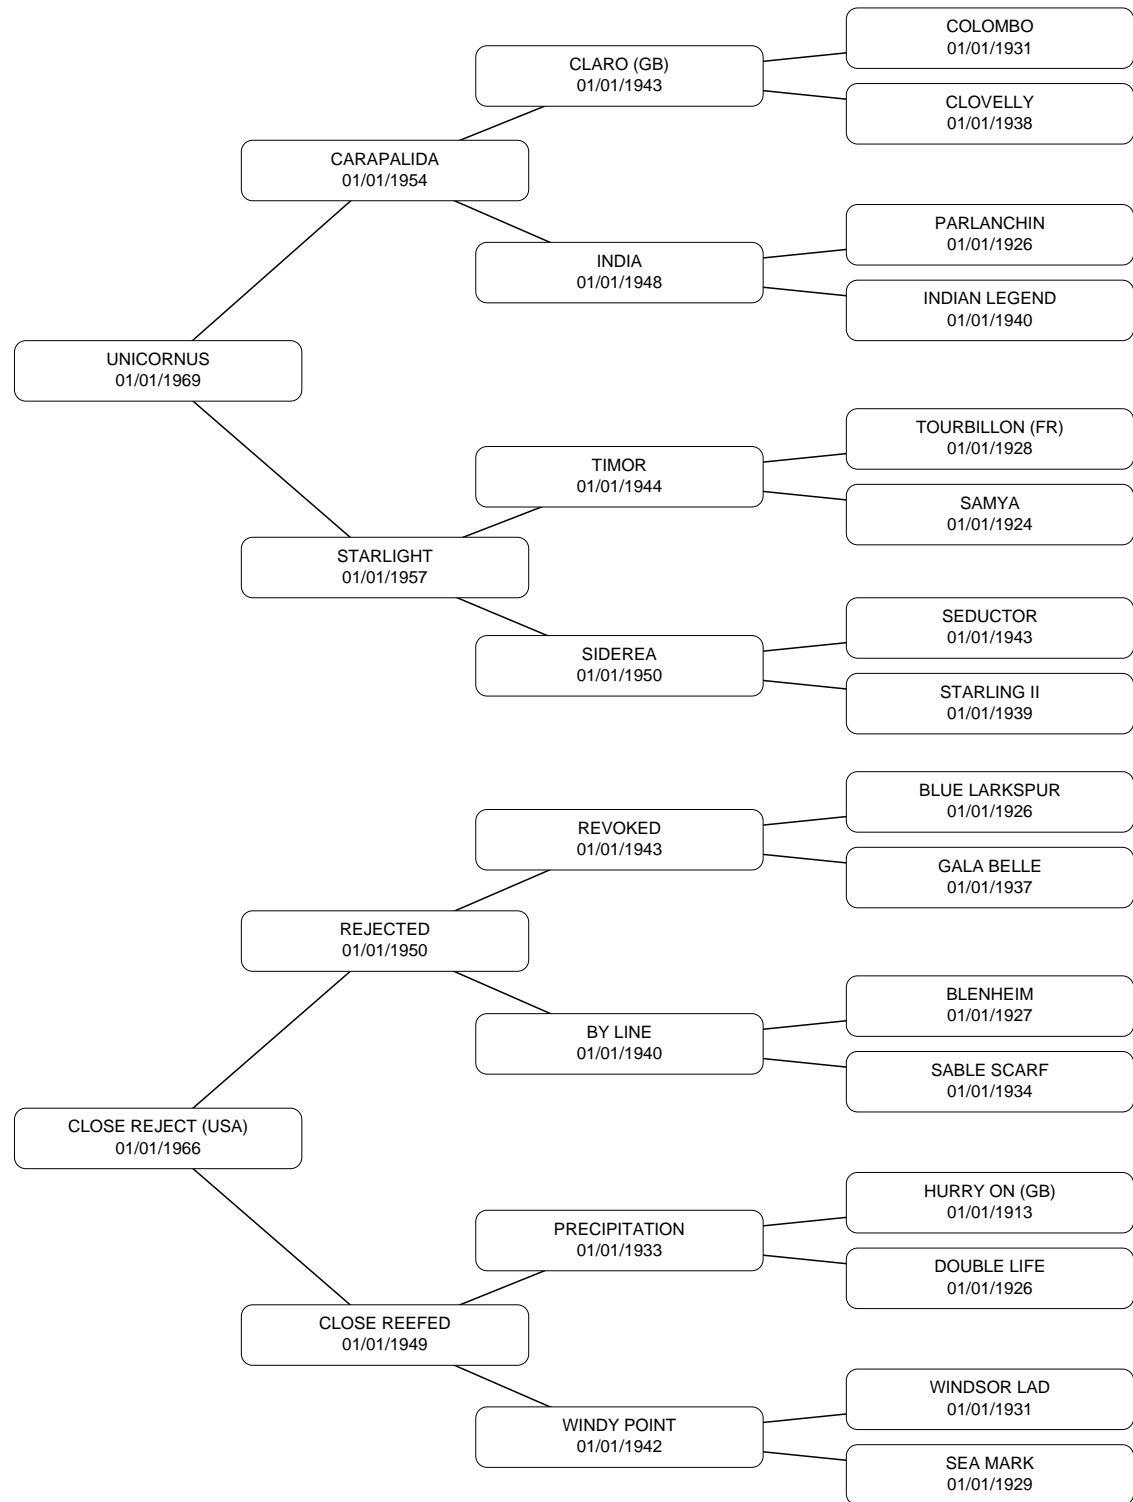 COLOMBO
01/01/1931
CLARO (GB)
01/01/1943
CLOVELLY
01/01/1938
CARAPALIDA
01/01/1954
PARLANCHIN
01/01/1926
INDIA
01/01/1948
INDIAN LEGEND
01/01/1940
UNICORNUS
01/01/1969
TOURBILLON (FR)
01/01/1928
TIMOR
01/01/1944
SAMYA
01/01/1924
STARLIGHT
01/01/1957
SEDUCTOR
01/01/1943
SIDEREA
01/01/1950
STARLING II
01/01/1939
BLUE LARKSPUR
01/01/1926
REVOKED
01/01/1943
GALA BELLE
01/01/1937
REJECTED
01/01/1950
BLENHEIM
01/01/1927
BY LINE
01/01/1940
SABLE SCARF
01/01/1934
CLOSE REJECT (USA)
01/01/1966
HURRY ON (GB)
01/01/1913
PRECIPITATION
01/01/1933
DOUBLE LIFE
01/01/1926
CLOSE REEFED
01/01/1949
WINDSOR LAD
01/01/1931
WINDY POINT
01/01/1942
SEA MARK
01/01/1929